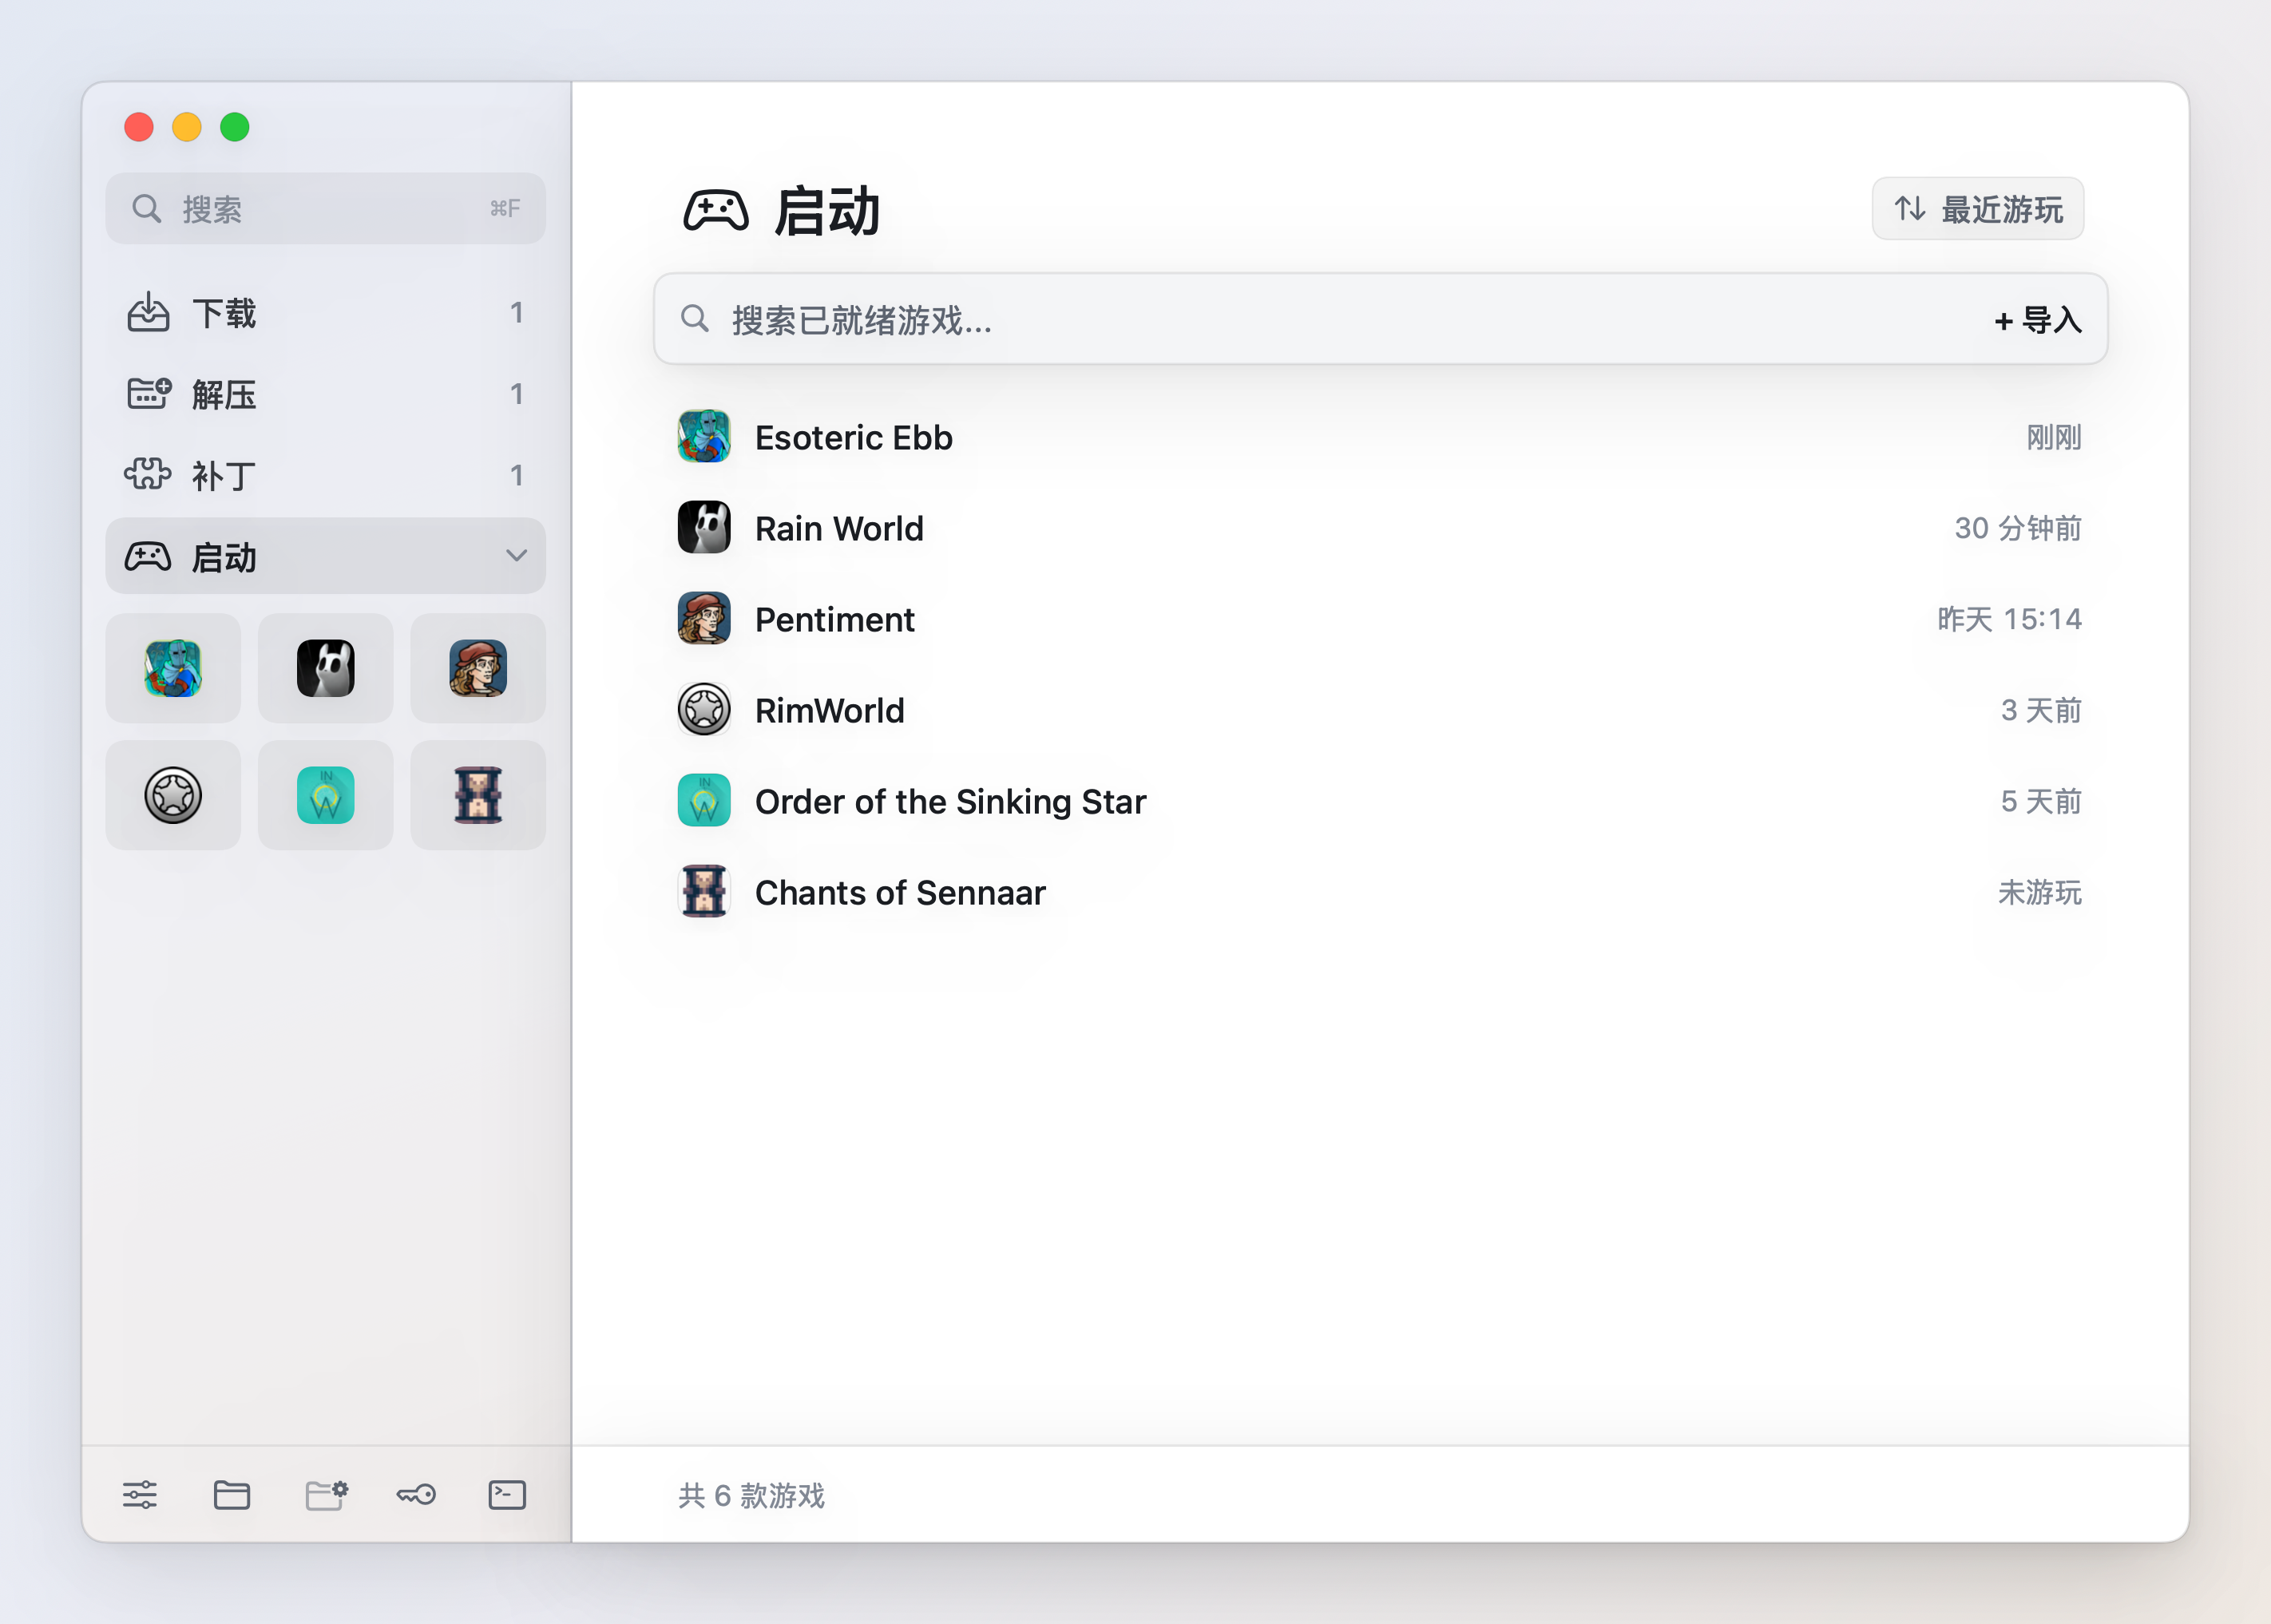 搜索 ⌘F
下载 1
解压 1
补丁 1
启动
启动
最近游玩
搜索已就绪游戏...
+ 导入
Esoteric Ebb 刚刚
Rain World 30 分钟前
Pentiment 昨天 15:14
RimWorld 3 天前
IN
Order of the Sinking Star 5 天前
IN
Chants of Sennaar 未游玩
共 6 款游戏